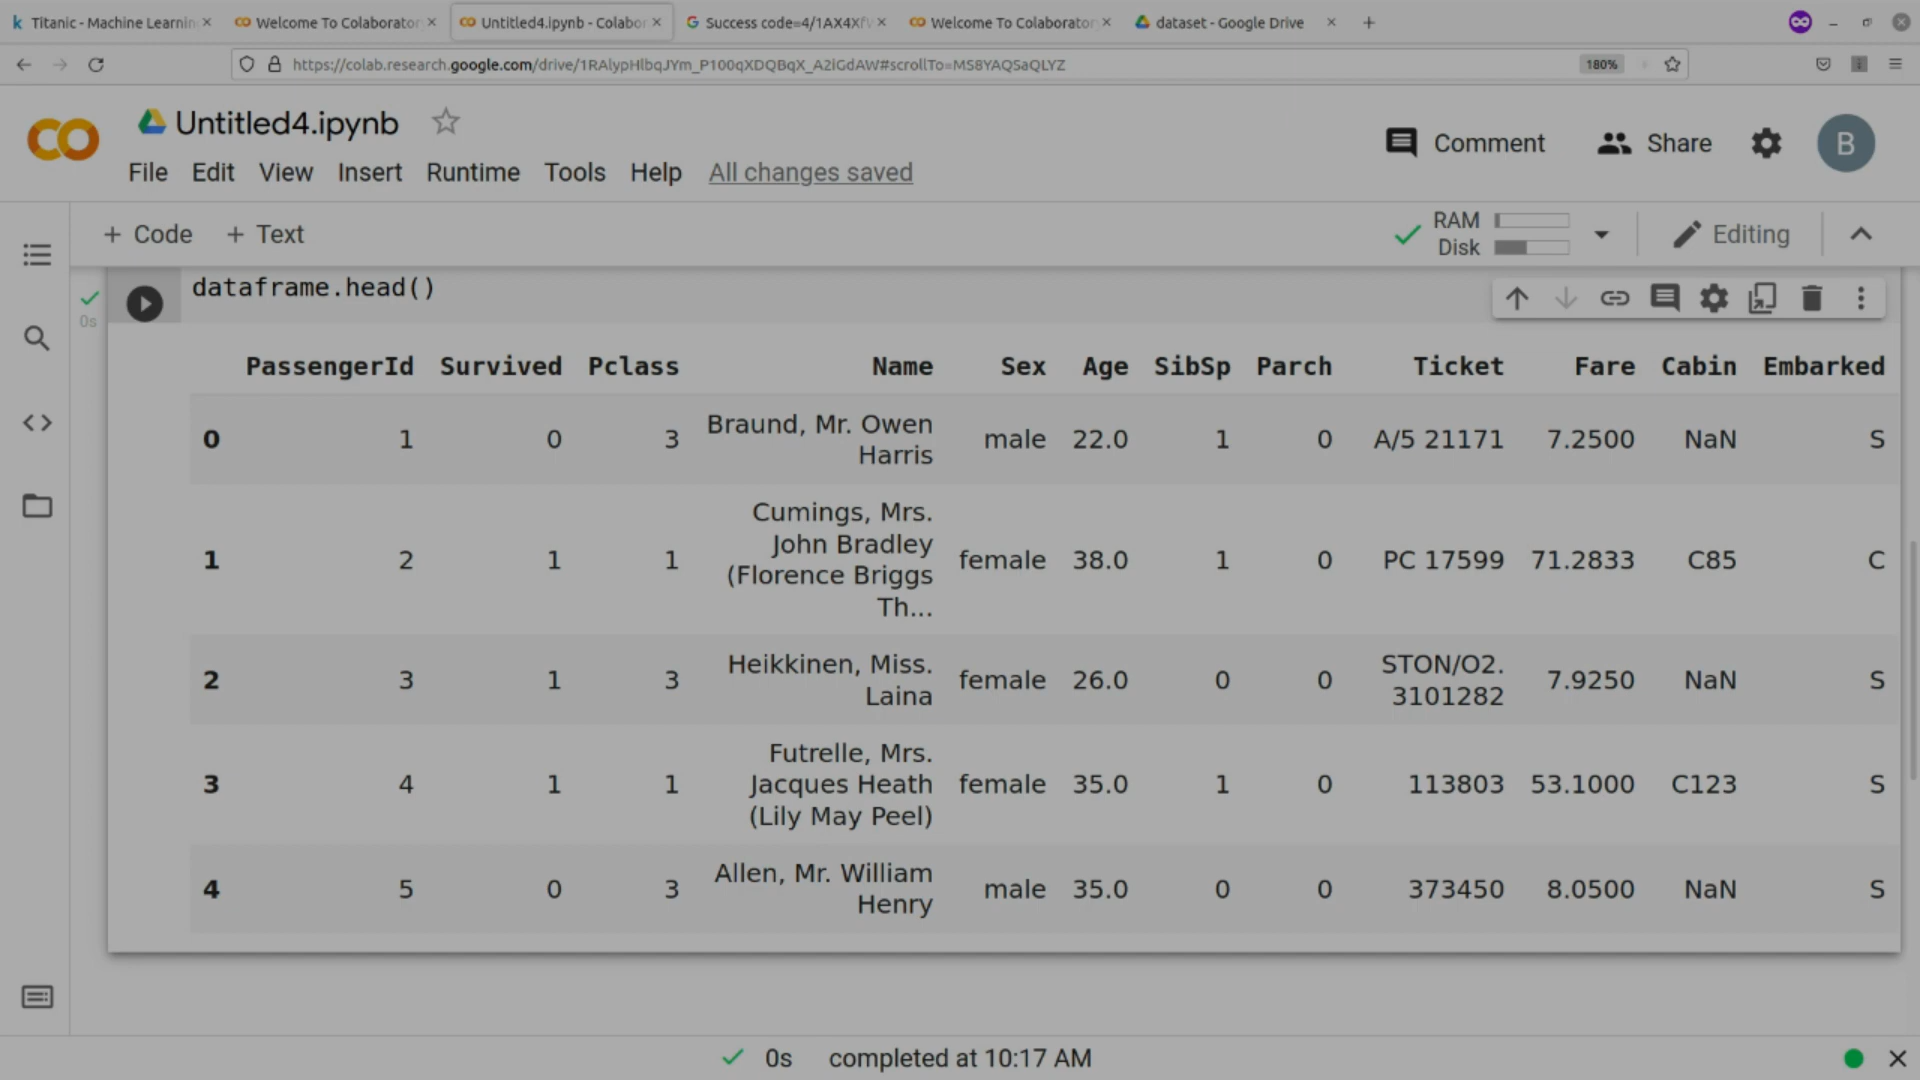 Titanic - Machine Learnin
Welcome To Colaborator
Untitled4.ipynb - Colabor
Success code=4/1AX4Xf
Welcome To Colaborator
dataset - Google Drive
https://colab.research.google.com/drive/1RAlypHlbqJYm_P100qXDQBqX_A2iGdAW#scrollTo=MS8YAQSaQLYZ
180%
Untitled4.ipynb
Comment
Share
B
File Edit View Insert Runtime Tools Help All changes saved
+ Code + Text
RAM
Disk
Editing
dataframe.head()
0s
PassengerId Survived Pclass Name Sex Age SibSp Parch Ticket Fare Cabin Embarked
0 1 0 3 Braund, Mr. Owen
Harris male 22.0 1 0 A/5 21171 7.2500 NaN S
1 2 1 1 Cumings, Mrs.
John Bradley
(Florence Briggs
Th... female 38.0 1 0 PC 17599 71.2833 C85 C
2 3 1 3 Heikkinen, Miss.
Laina female 26.0 0 0 STON/O2.
3101282 7.9250 NaN S
3 4 1 1 Futrelle, Mrs.
Jacques Heath
(Lily May Peel) female 35.0 1 0 113803 53.1000 C123 S
4 5 0 3 Allen, Mr. William
Henry male 35.0 0 0 373450 8.0500 NaN S
0s completed at 10:17 AM